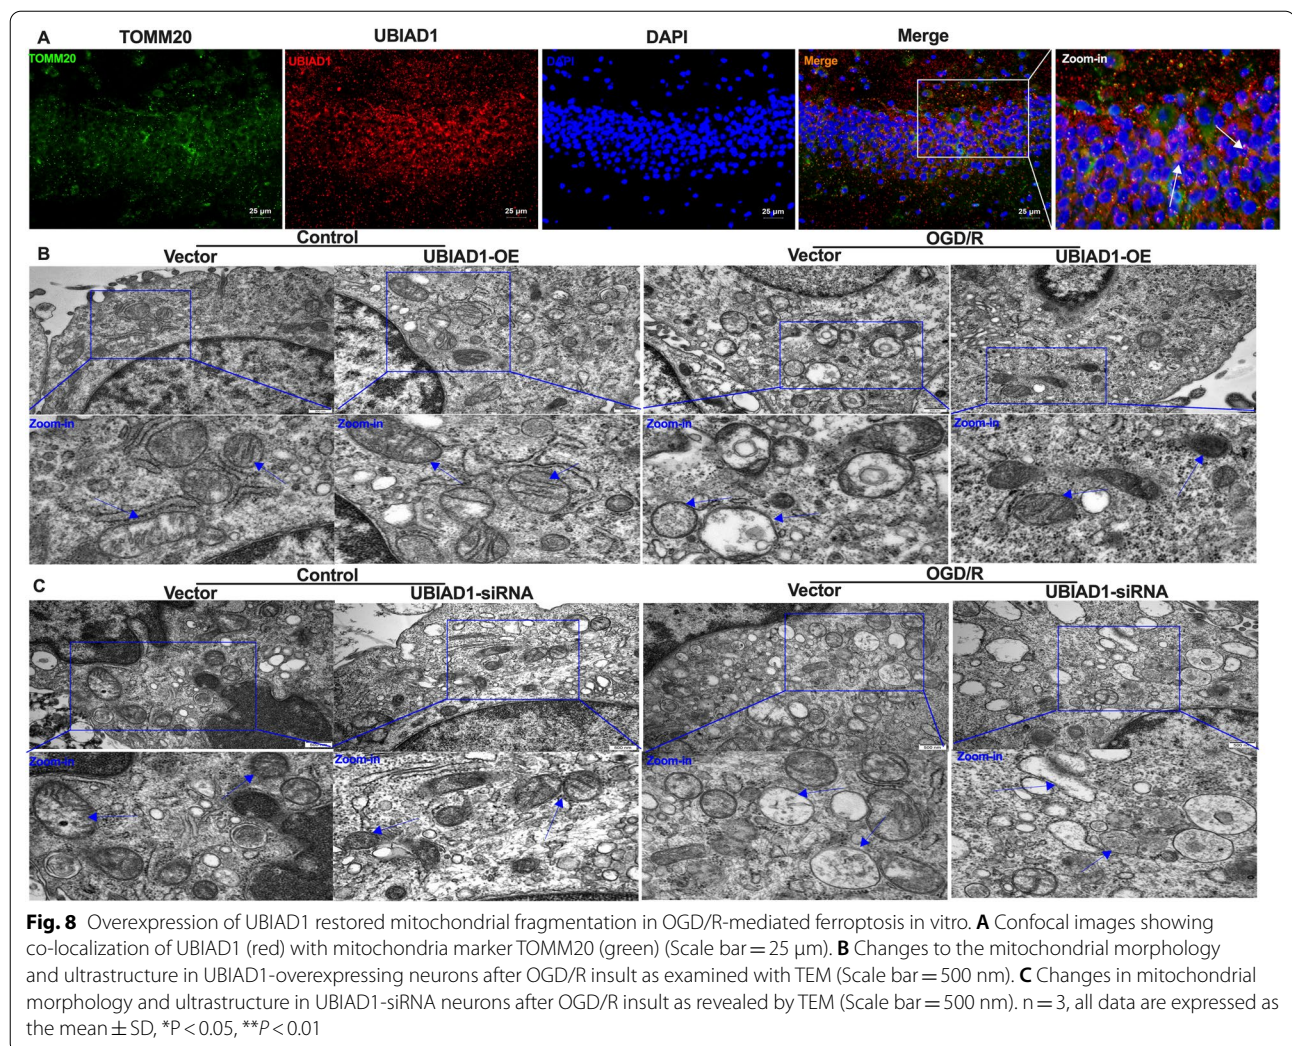 A TOMM20 UBIAD1 DAPI Merge
TOMM20 UBIAD1 DAPI Merge Zoom-in
25 µm 25 µm 25 µm 25 µm
Control OGD/R
B Vector UBIAD1-OE Vector UBIAD1-OE
Zoom-in Zoom-in Zoom-in Zoom-in
Control OGD/R
C Vector UBIAD1-siRNA Vector UBIAD1-siRNA
500 nm 500 nm 500 nm
Zoom-in Zoom-in Zoom-in Zoom-in
Fig. 8 Overexpression of UBIAD1 restored mitochondrial fragmentation in OGD/R-mediated ferroptosis in vitro. A Confocal images showing
co-localization of UBIAD1 (red) with mitochondria marker TOMM20 (green) (Scale bar = 25 µm). B Changes to the mitochondrial morphology
and ultrastructure in UBIAD1-overexpressing neurons after OGD/R insult as examined with TEM (Scale bar = 500 nm). C Changes in mitochondrial
morphology and ultrastructure in UBIAD1-siRNA neurons after OGD/R insult as revealed by TEM (Scale bar = 500 nm). n = 3, all data are expressed as
the mean ± SD, *P < 0.05, **P < 0.01